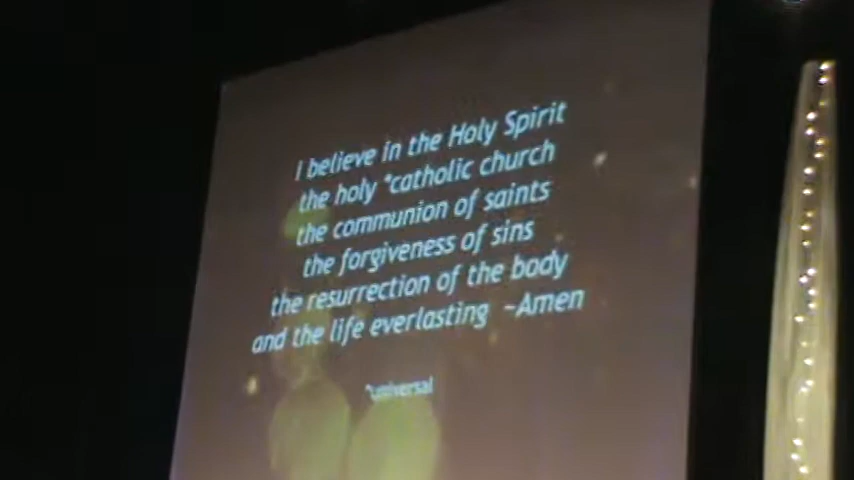 I believe in the Holy Spirit
the holy *catholic church
the communion of saints
the forgiveness of sins
the resurrection of the body
and the life everlasting ~Amen
*universal